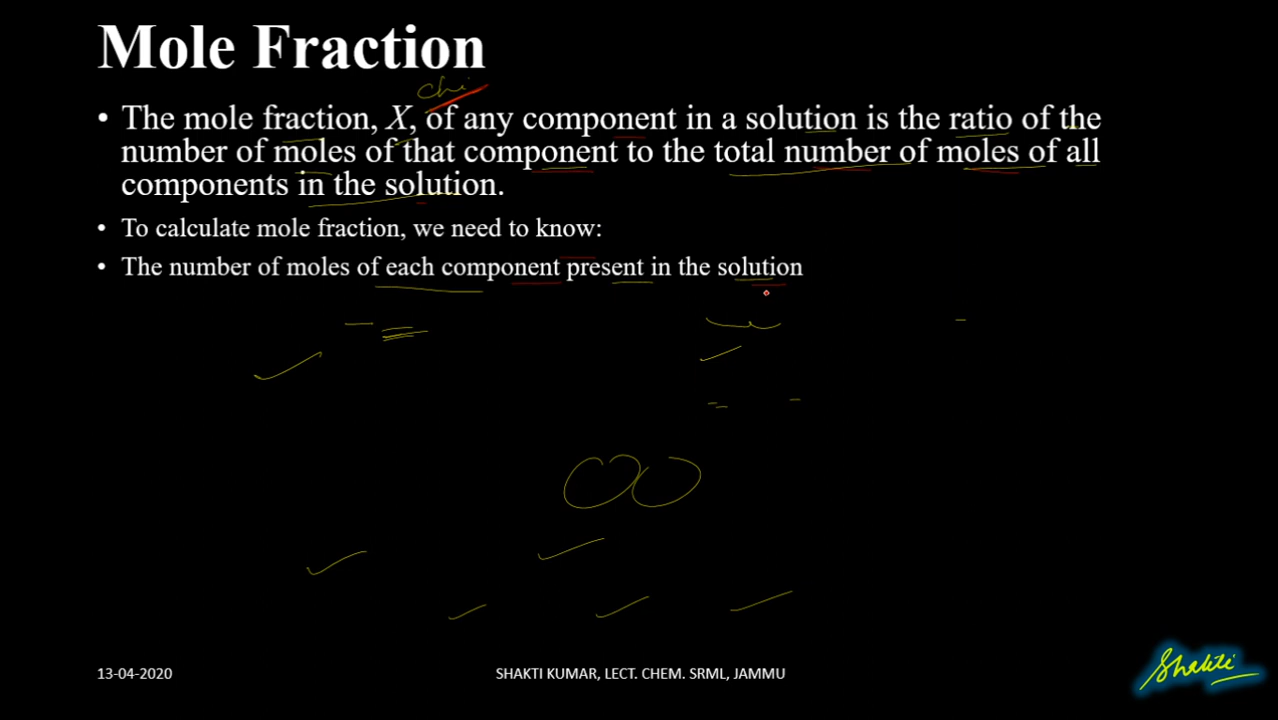 Mole Fraction
chi
• The mole fraction, X, of any component in a solution is the ratio of the
number of moles of that component to the total number of moles of all
components in the solution.
• To calculate mole fraction, we need to know:
• The number of moles of each component present in the solution
13-04-2020
SHAKTI KUMAR, LECT. CHEM. SRML, JAMMU
Shakti